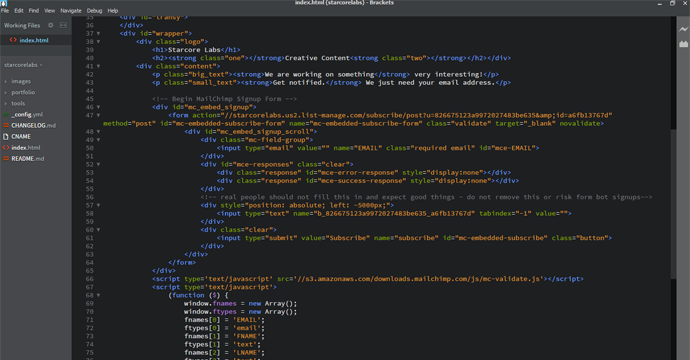 index.html (starcorelabs) - Brackets
File Edit Find View Navigate Debug Help
Working Files
index.html
starcorelabs
images
portfolio
tools
_config.yml
CHANGELOG.md
CNAME
index.html
README.md
35 <div id="transy">
36 </div>
37 <div id="wrapper">
38 <div class="logo">
39 <h1>Starcore Labs</h1>
40 <h2><strong class="one"></strong>Creative Content<strong class="two"></strong></h2></div>
41 <div class="content">
42 <p class="big_text"><strong>We are working on something</strong> very interesting!</p>
43 <p class="small_text"><strong>Get notified.</strong> We just need your email address.</p>
44
45 <!-- Begin MailChimp Signup Form -->
46 <div id="mc_embed_signup">
47 <form action="//starcorelabs.us2.list-manage.com/subscribe/post?u=826675123a9972027483be635&amp;id=a6fb13767d"
method="post" id="mc-embedded-subscribe-form" name="mc-embedded-subscribe-form" class="validate" target="_blank" novalidate>
48 <div id="mc_embed_signup_scroll">
49 <div class="mc-field-group">
50 <input type="email" value="" name="EMAIL" class="required email" id="mce-EMAIL">
51 </div>
52 <div id="mce-responses" class="clear">
53 <div class="response" id="mce-error-response" style="display:none"></div>
54 <div class="response" id="mce-success-response" style="display:none"></div>
55 </div>
56 <!-- real people should not fill this in and expect good things - do not remove this or risk form bot signups-->
57 <div style="position: absolute; left: -5000px;">
58 <input type="text" name="b_826675123a9972027483be635_a6fb13767d" tabindex="-1" value="">
59 </div>
60 <div class="clear">
61 <input type="submit" value="Subscribe" name="subscribe" id="mc-embedded-subscribe" class="button">
62 </div>
63 </div>
64 </form>
65 </div>
66 <script type='text/javascript' src='//s3.amazonaws.com/downloads.mailchimp.com/js/mc-validate.js'></script>
67 <script type='text/javascript'>
68 (function ($) {
69 window.fnames = new Array();
70 window.ftypes = new Array();
71 fnames[0] = 'EMAIL';
72 ftypes[0] = 'email';
73 fnames[1] = 'FNAME';
74 ftypes[1] = 'text';
75 fnames[2] = 'LNAME';
76 ftypes[2] = 'text';